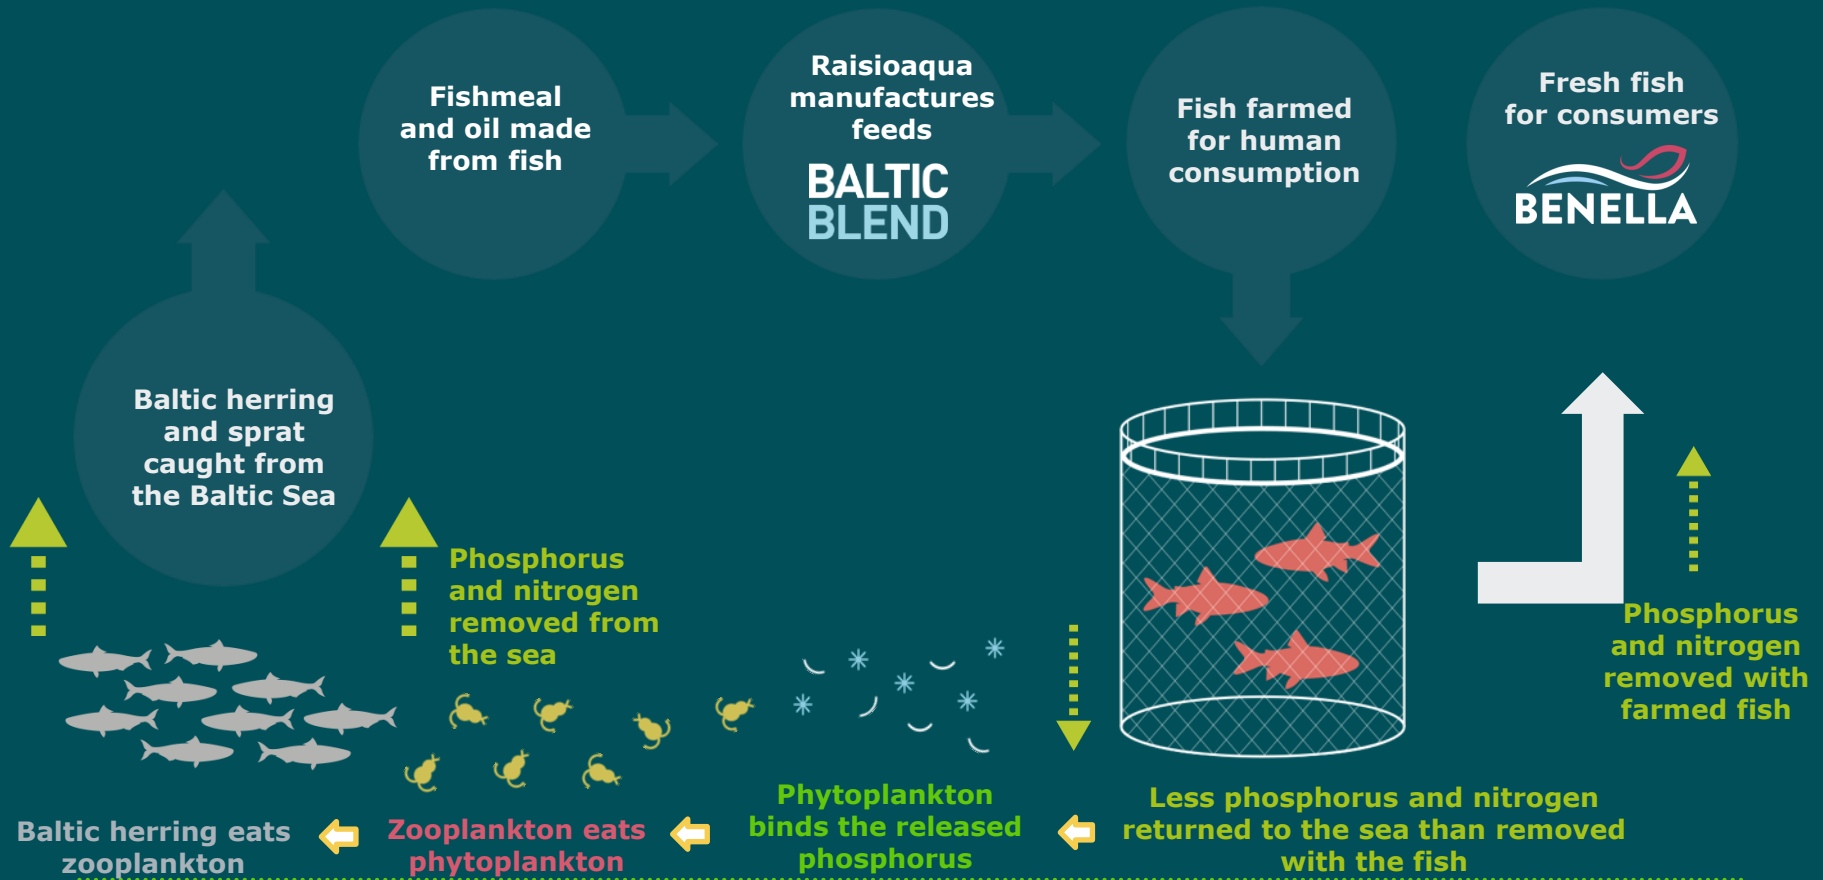 Fishmeal
and oil made
from fish
Raisioaqua
manufactures
feeds
BALTIC
BLEND
Fish farmed
for human
consumption
Fresh fish
for consumers
BENELLA
Baltic herring
and sprat
caught from
the Baltic Sea
Phosphorus
and nitrogen
removed from
the sea
Phosphorus
and nitrogen
removed with
farmed fish
Baltic herring eats
zooplankton
Zooplankton eats
phytoplankton
Phytoplankton
binds the released
phosphorus
Less phosphorus and nitrogen
returned to the sea than removed
with the fish